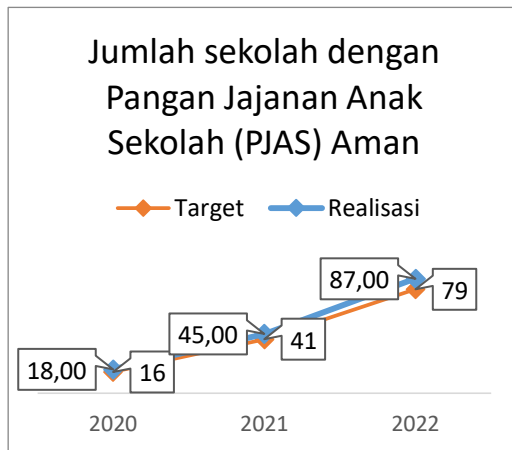 Jumlah sekolah dengan
Pangan Jajanan Anak
Sekolah (PJAS) Aman
Target Realisasi
87,00 79
45,00 41
18,00 16
2020 2021 2022